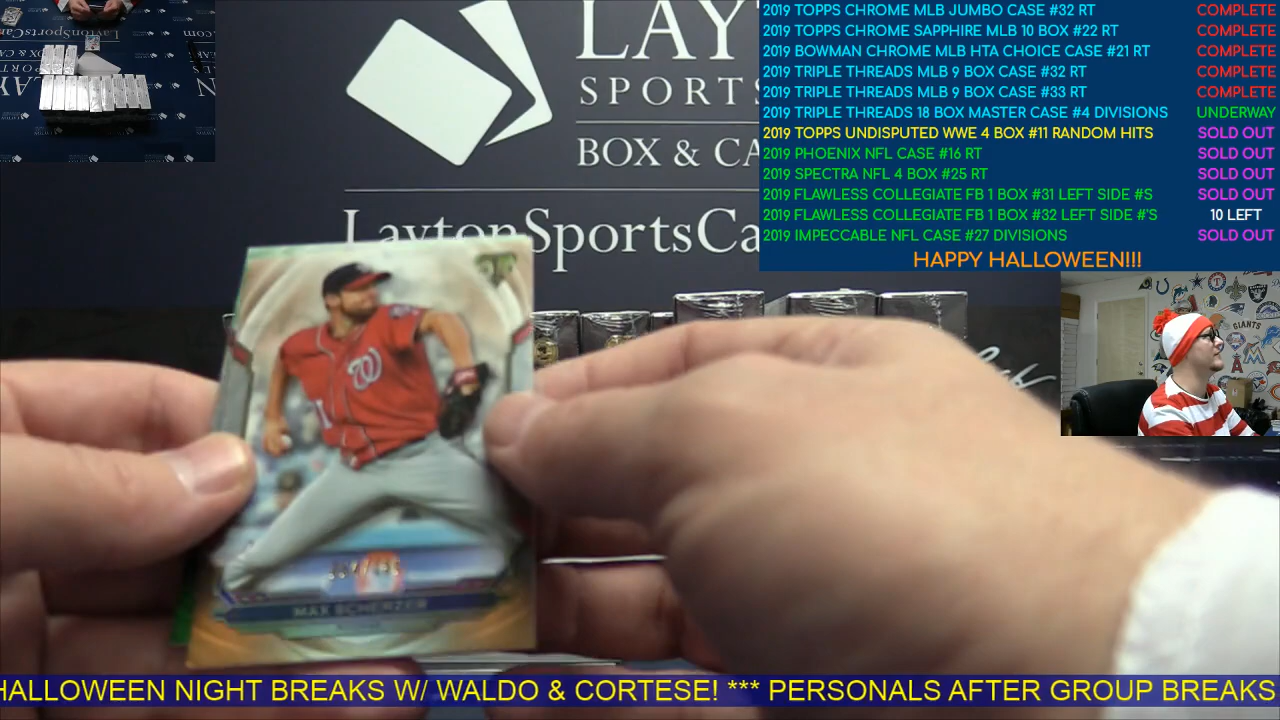 LAY
SPORTS
BOX & CA
LaytonSportsCa
2019 TOPPS CHROME MLB JUMBO CASE #32 RT COMPLETE
2019 TOPPS CHROME SAPPHIRE MLB 10 BOX #22 RT COMPLETE
2019 BOWMAN CHROME MLB HTA CHOICE CASE #21 RT COMPLETE
2019 TRIPLE THREADS MLB 9 BOX CASE #32 RT COMPLETE
2019 TRIPLE THREADS MLB 9 BOX CASE #33 RT COMPLETE
2019 TRIPLE THREADS 18 BOX MASTER CASE #4 DIVISIONS UNDERWAY
2019 TOPPS UNDISPUTED WWE 4 BOX #11 RANDOM HITS SOLD OUT
2019 PHOENIX NFL CASE #16 RT SOLD OUT
2019 SPECTRA NFL 4 BOX #25 RT SOLD OUT
2019 FLAWLESS COLLEGIATE FB 1 BOX #31 LEFT SIDE #S SOLD OUT
2019 FLAWLESS COLLEGIATE FB 1 BOX #32 LEFT SIDE #'S 10 LEFT
2019 IMPECCABLE NFL CASE #27 DIVISIONS SOLD OUT
HAPPY HALLOWEEN!!!
GIANTS
W
MAX SCHERZER
HALLOWEEN NIGHT BREAKS W/ WALDO & CORTESE! *** PERSONALS AFTER GROUP BREAKS